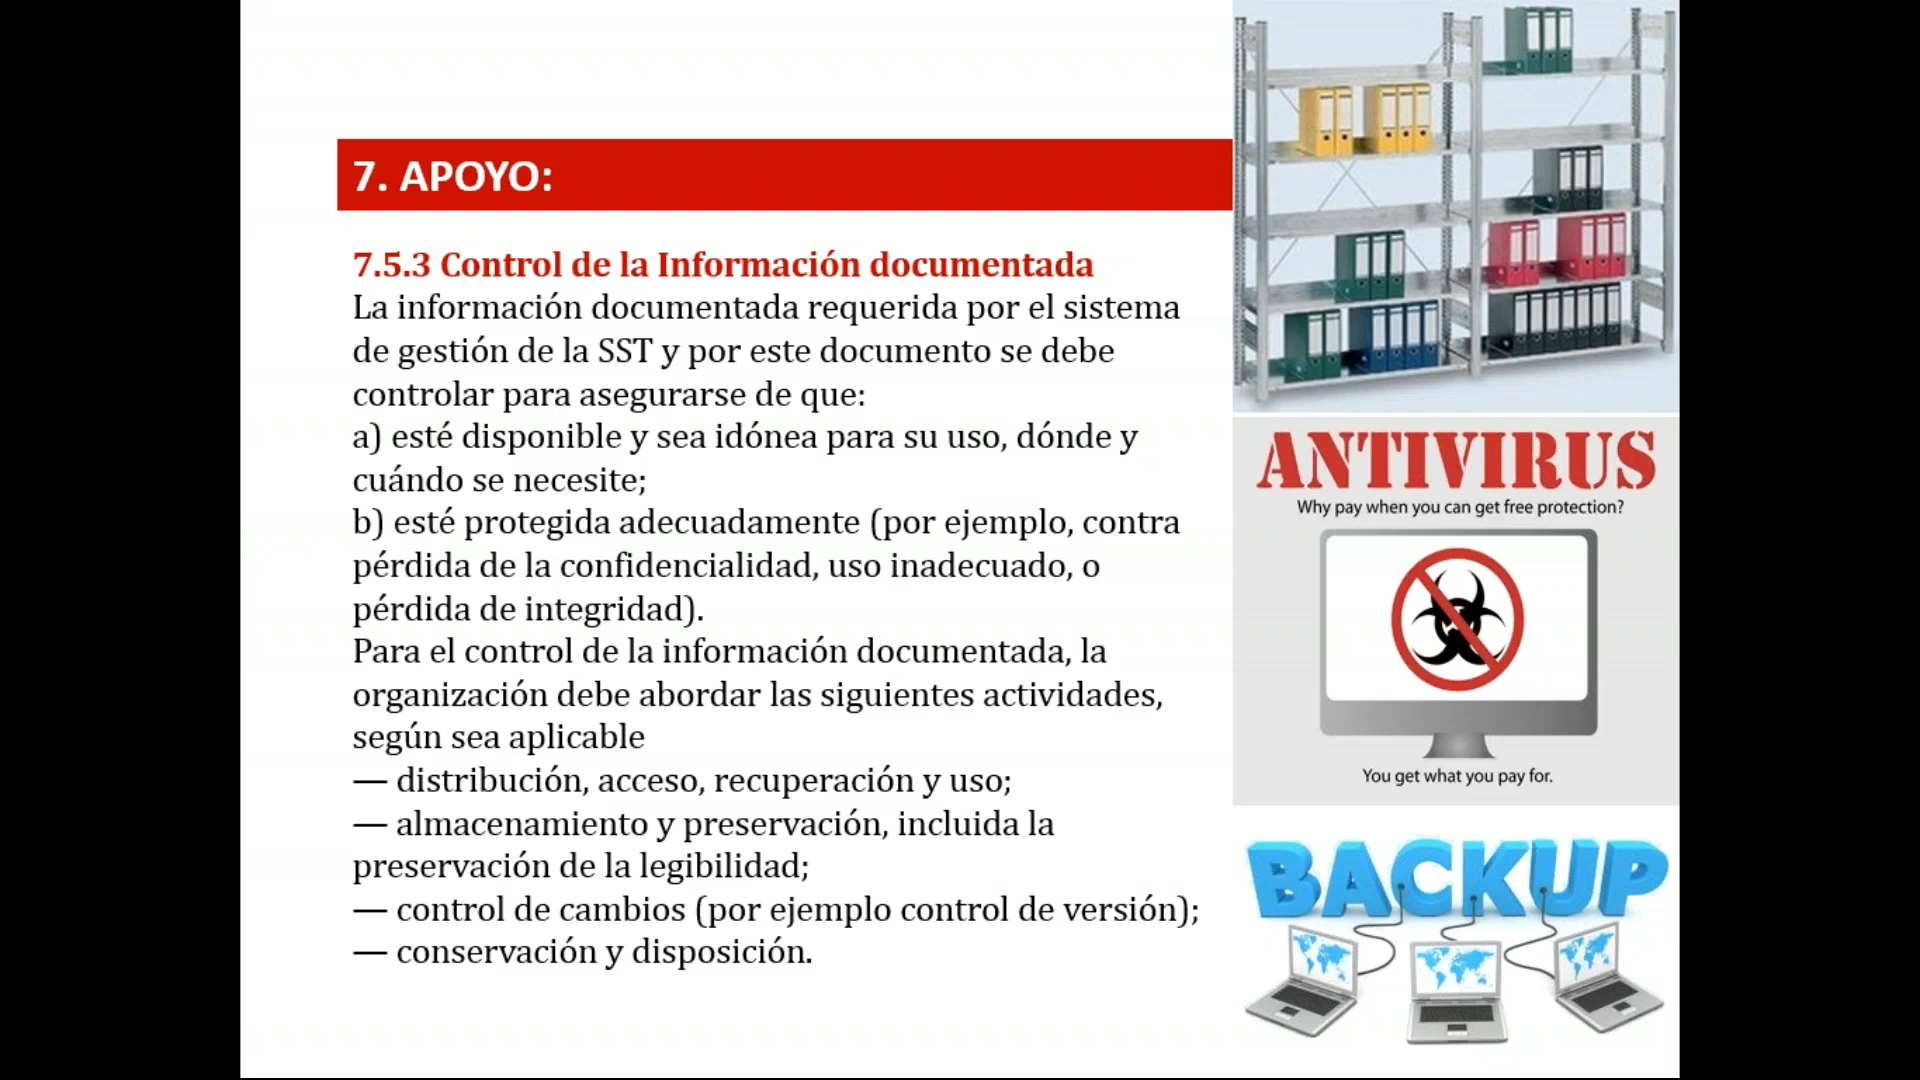 7. APOYO:
7.5.3 Control de la Información documentada
La información documentada requerida por el sistema
de gestión de la SST y por este documento se debe
controlar para asegurarse de que:
a) esté disponible y sea idónea para su uso, dónde y
cuándo se necesite;
b) esté protegida adecuadamente (por ejemplo, contra
pérdida de la confidencialidad, uso inadecuado, o
pérdida de integridad).
Para el control de la información documentada, la
organización debe abordar las siguientes actividades,
según sea aplicable
— distribución, acceso, recuperación y uso;
— almacenamiento y preservación, incluida la
preservación de la legibilidad;
— control de cambios (por ejemplo control de versión);
— conservación y disposición.
ANTIVIRUS
Why pay when you can get free protection?
You get what you pay for.
BACKUP